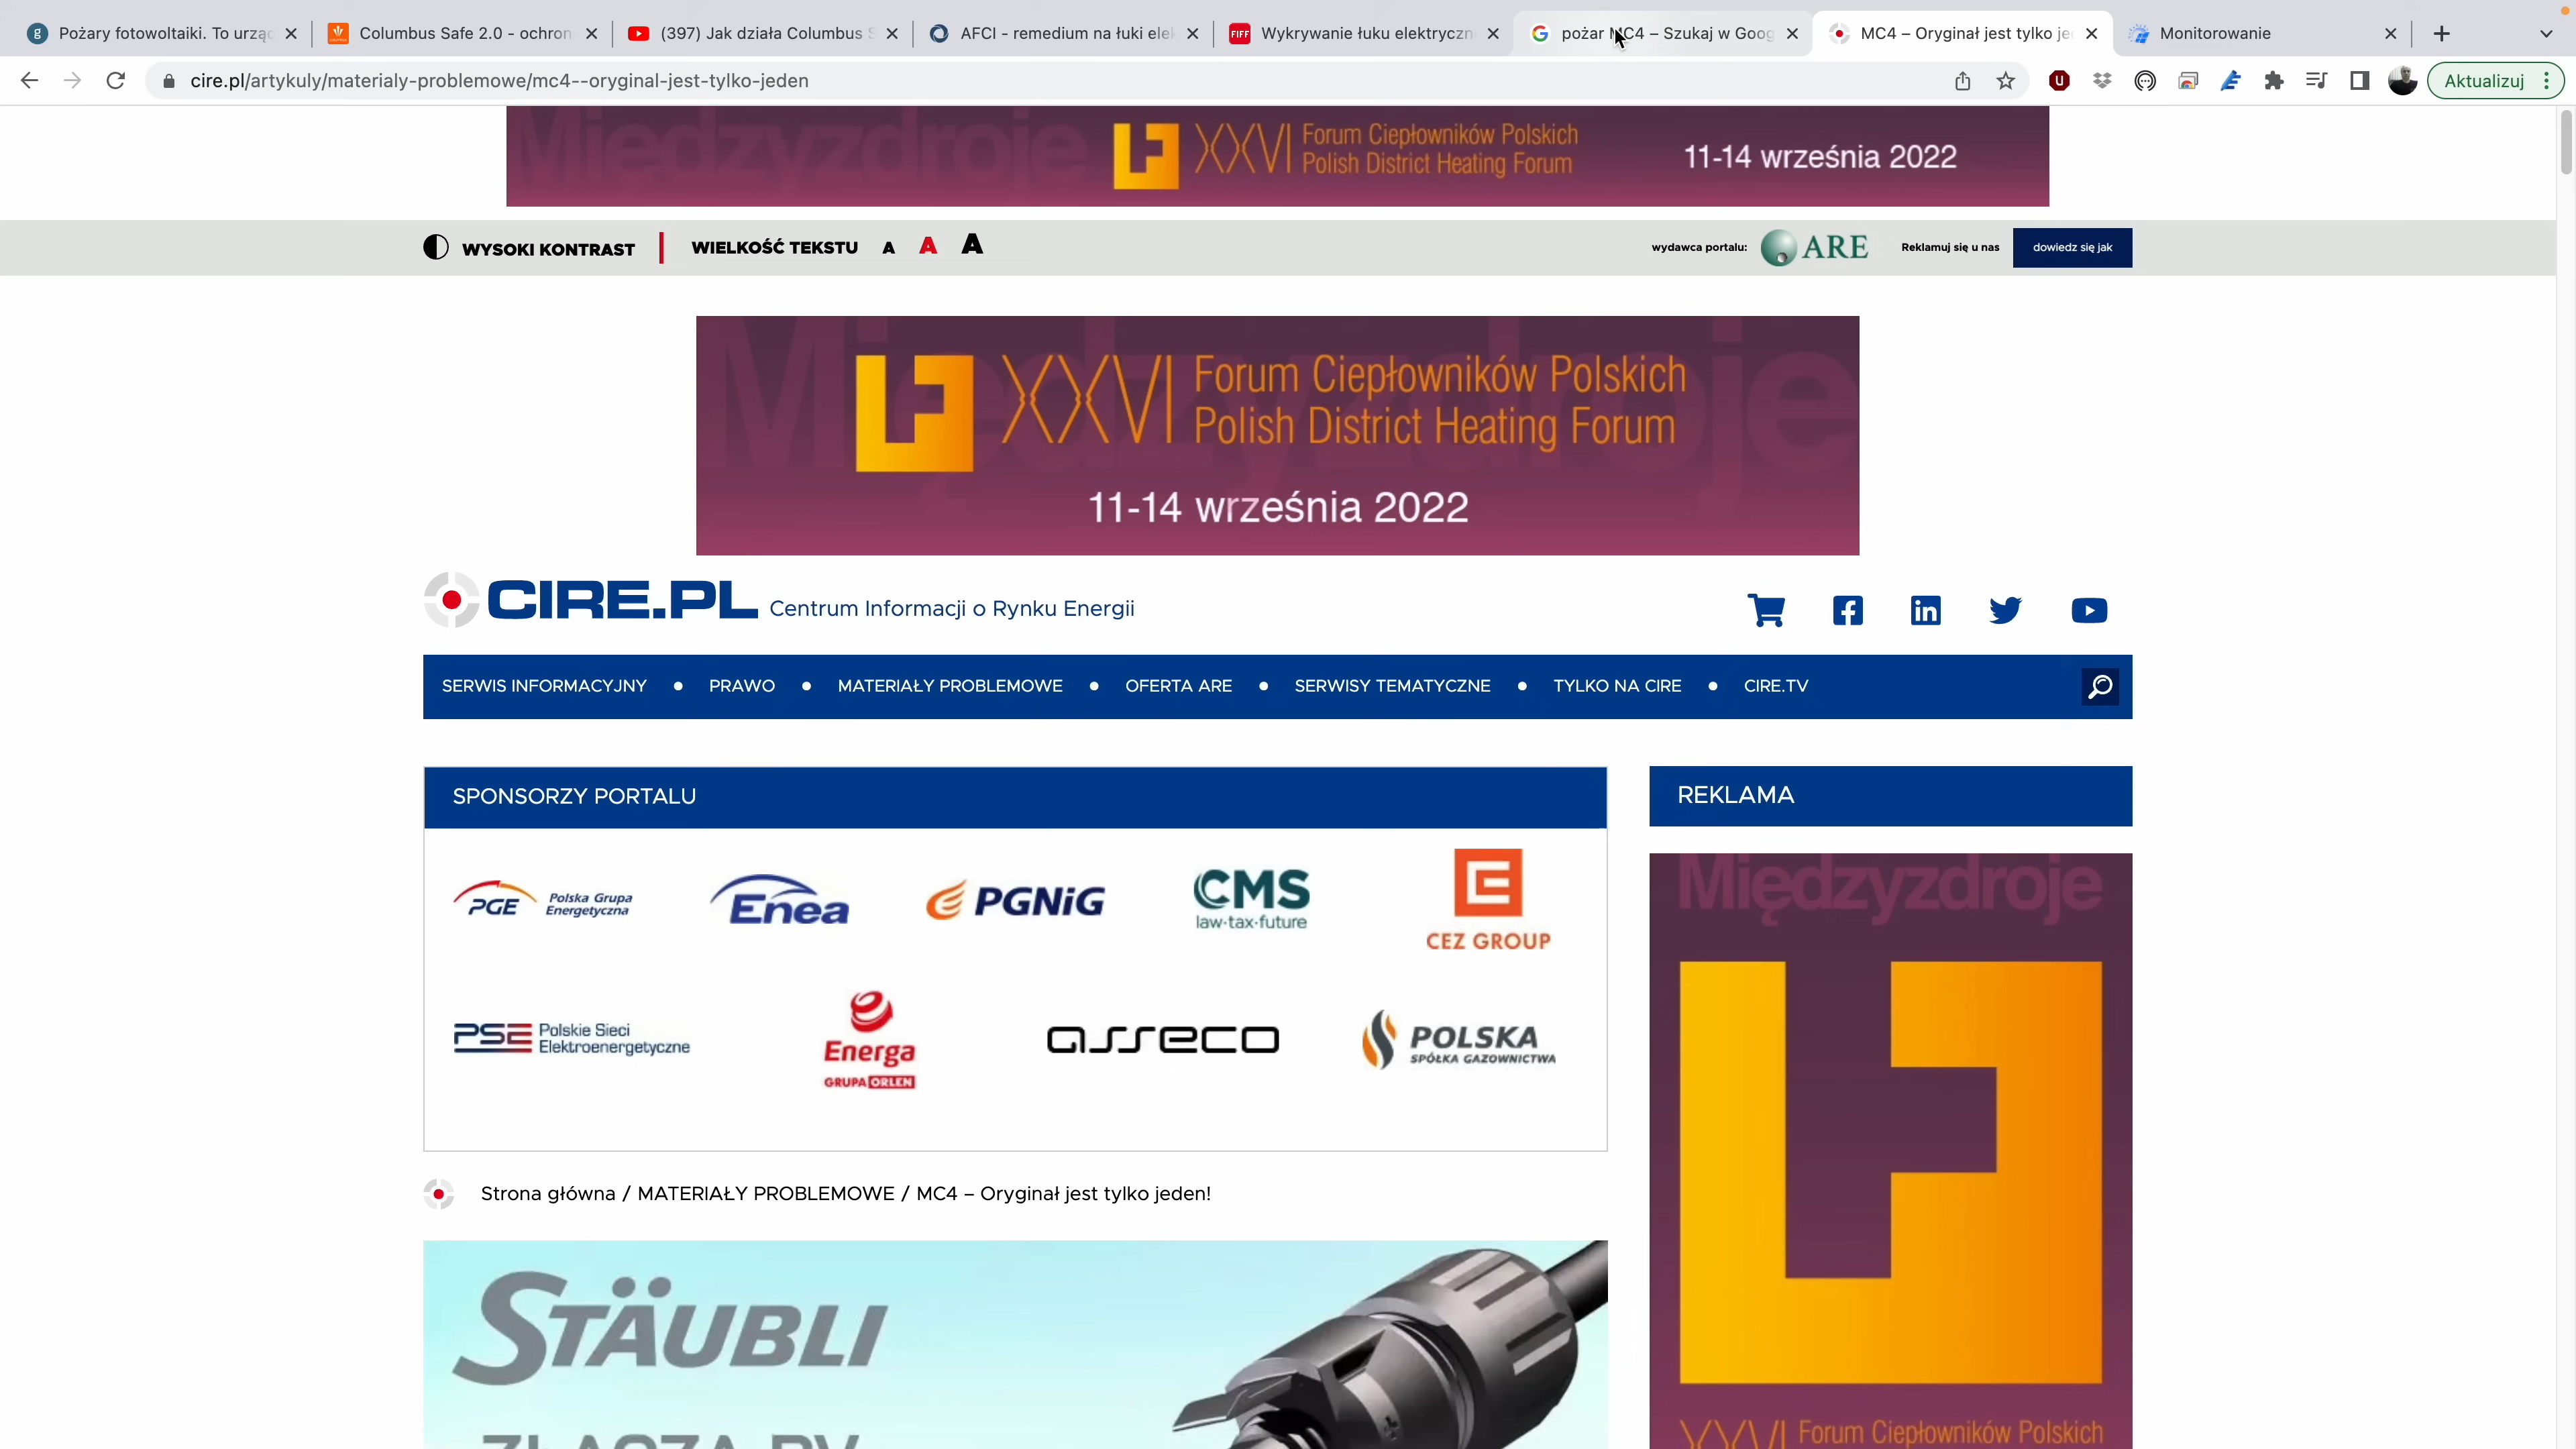 Pożary fotowoltaiki. To urząd
Columbus Safe 2.0 - ochron
(397) Jak działa Columbus S
AFCI - remedium na łuki elek
FIFF
Wykrywanie łuku elektryczn
pożar MC4 – Szukaj w Goog
MC4 – Oryginał jest tylko je
Monitorowanie
cire.pl/artykuly/materialy-problemowe/mc4--oryginal-jest-tylko-jeden
Aktualizuj
Międzyzdroje
XXVI
Forum Ciepłowników Polskich
Polish District Heating Forum
11-14 września 2022
WYSOKI KONTRAST
WIELKOŚĆ TEKSTU A A A
wydawca portalu:
ARE
Reklamuj się u nas
dowiedz się jak
Międzyzdroje
XXVI
Forum Ciepłowników Polskich
Polish District Heating Forum
11-14 września 2022
CIRE.PL
Centrum Informacji o Rynku Energii
SERWIS INFORMACYJNY
PRAWO
MATERIAŁY PROBLEMOWE
OFERTA ARE
SERWISY TEMATYCZNE
TYLKO NA CIRE
CIRE.TV
SPONSORZY PORTALU
REKLAMA
PGE
Polska Grupa
Energetyczna
Enea
PGNiG
CMS
law·tax·future
CEZ GROUP
PSE
Polskie Sieci
Elektroenergetyczne
Energa
GRUPA ORLEN
asseco
POLSKA
SPÓŁKA GAZOWNICTWA
Międzyzdroje
Strona główna / MATERIAŁY PROBLEMOWE / MC4 – Oryginał jest tylko jeden!
STÄUBLI
ZŁĄCZA PV
XXVI
Forum Ciepłowników Polskich